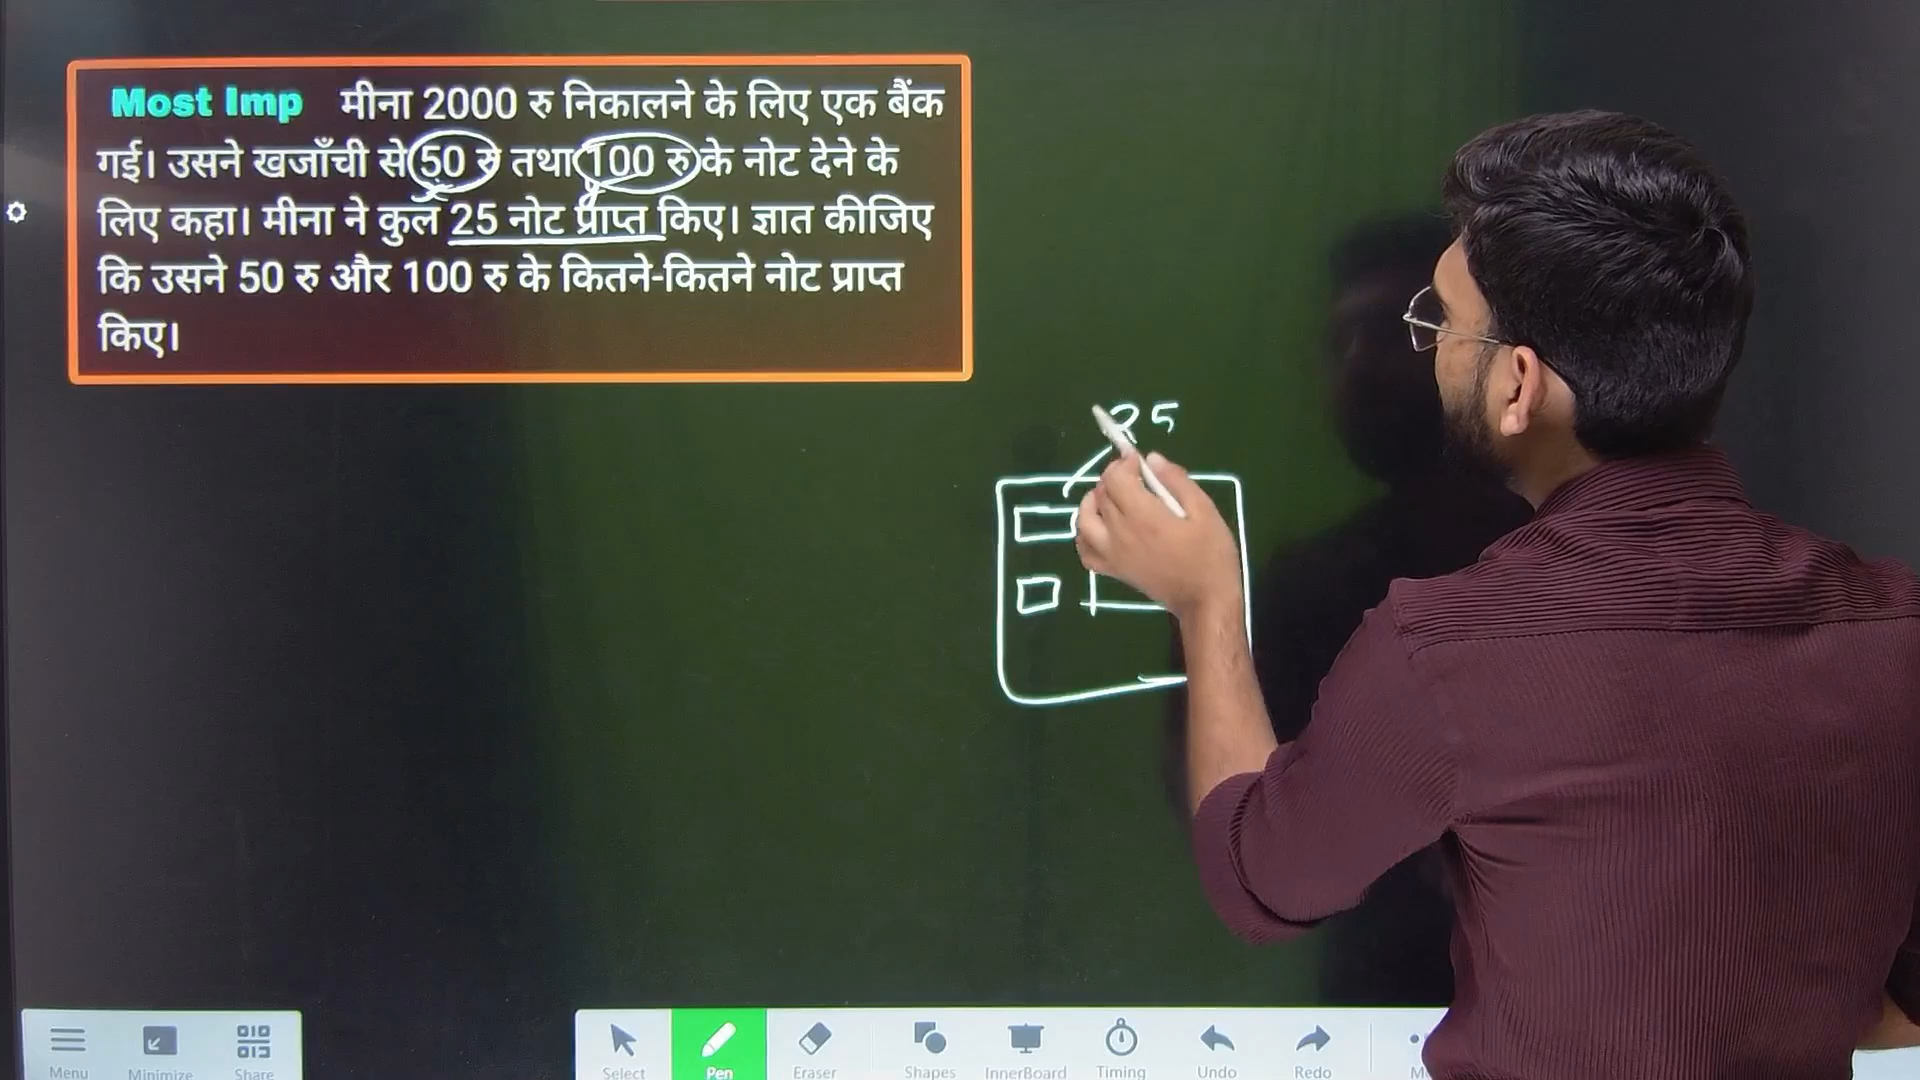 Most Imp मीना 2000 रु निकालने के लिए एक बैंक
गई। उसने खजाँची से 50 रु तथा 100 रु के नोट देने के
लिए कहा। मीना ने कुल 25 नोट प्राप्त किए। ज्ञात कीजिए
कि उसने 50 रु और 100 रु के कितने-कितने नोट प्राप्त
किए।
25
Menu Minimize Share Select Pen Eraser Shapes InnerBoard Timing Undo Redo